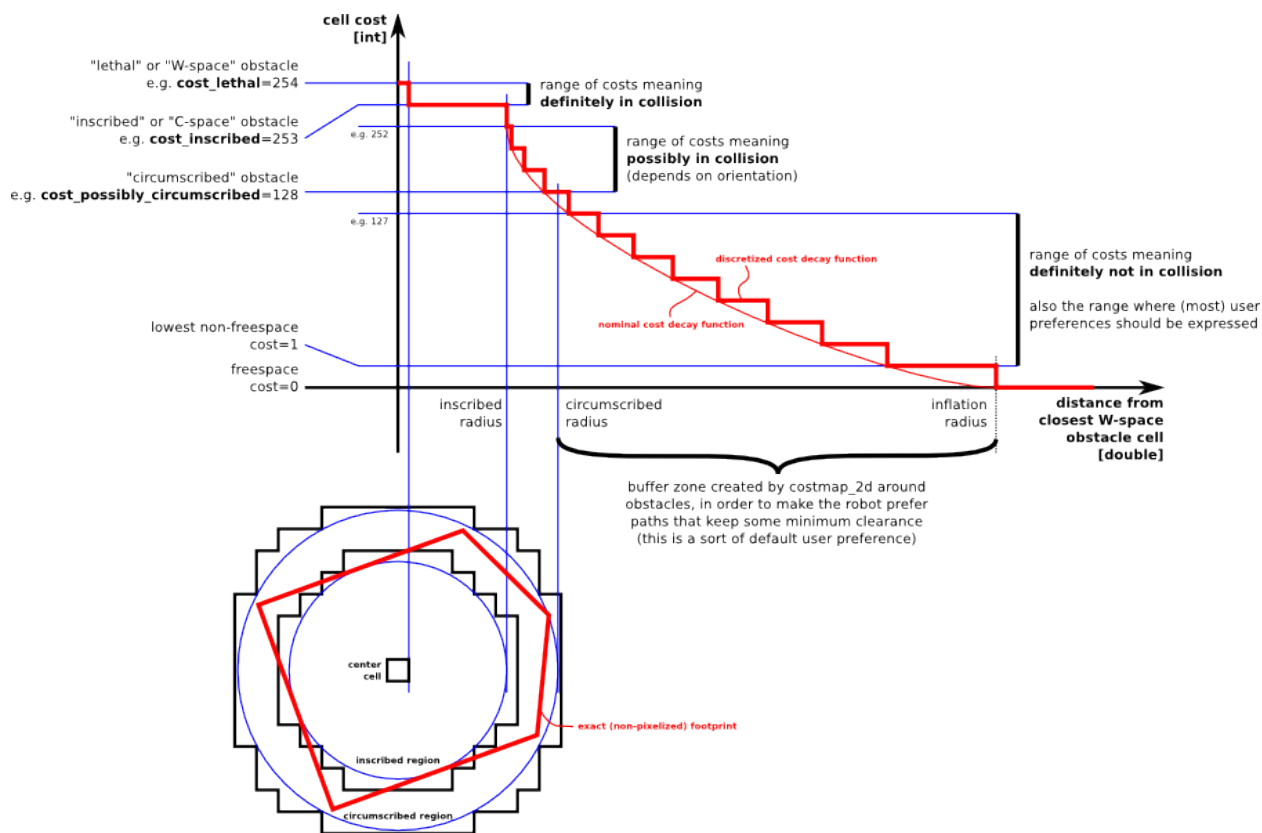 cell cost
[int]
"lethal" or "W-space" obstacle
e.g. cost_lethal=254
range of costs meaning
definitely in collision
"inscribed" or "C-space" obstacle
e.g. cost_inscribed=253
e.g. 252
range of costs meaning
possibly in collision
(depends on orientation)
"circumscribed" obstacle
e.g. cost_possibly_circumscribed=128
e.g. 127
range of costs meaning
definitely not in collision
also the range where (most) user
preferences should be expressed
discretized cost decay function
nominal cost decay function
lowest non-freespace
cost=1
freespace
cost=0
inscribed
radius
circumscribed
radius
inflation
radius
distance from
closest W-space
obstacle cell
[double]
buffer zone created by costmap_2d around
obstacles, in order to make the robot prefer
paths that keep some minimum clearance
(this is a sort of default user preference)
center
cell
exact (non-pixelized) footprint
inscribed region
circumscribed region